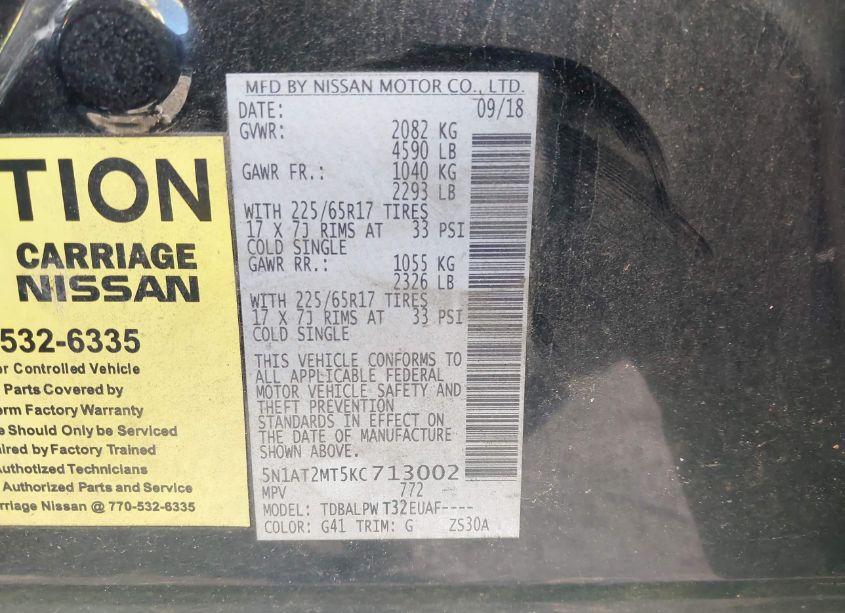 TION
CARRIAGE
NISSAN
532-6335
r Controlled Vehicle
Parts Covered by
erm Factory Warranty
e Should Only be Serviced
ired by Factory Trained
Authotized Technicians
Authorized Parts and Service
rriage Nissan @ 770-532-6335
MFD BY NISSAN MOTOR CO., LTD.
DATE: 09/18
GVWR: 2082 KG
4590 LB
GAWR FR.: 1040 KG
2293 LB
WITH 225/65R17 TIRES
17 X 7J RIMS AT 33 PSI
COLD SINGLE
GAWR RR.: 1055 KG
2326 LB
WITH 225/65R17 TIRES
17 X 7J RIMS AT 33 PSI
COLD SINGLE
THIS VEHICLE CONFORMS TO
ALL APPLICABLE FEDERAL
MOTOR VEHICLE SAFETY AND
THEFT PREVENTION
STANDARDS IN EFFECT ON
THE DATE OF MANUFACTURE
SHOWN ABOVE.
5N1AT2MT5KC713002
MPV 772
MODEL: TDBALPW T32EUAF----
COLOR: G41 TRIM: G ZS30A